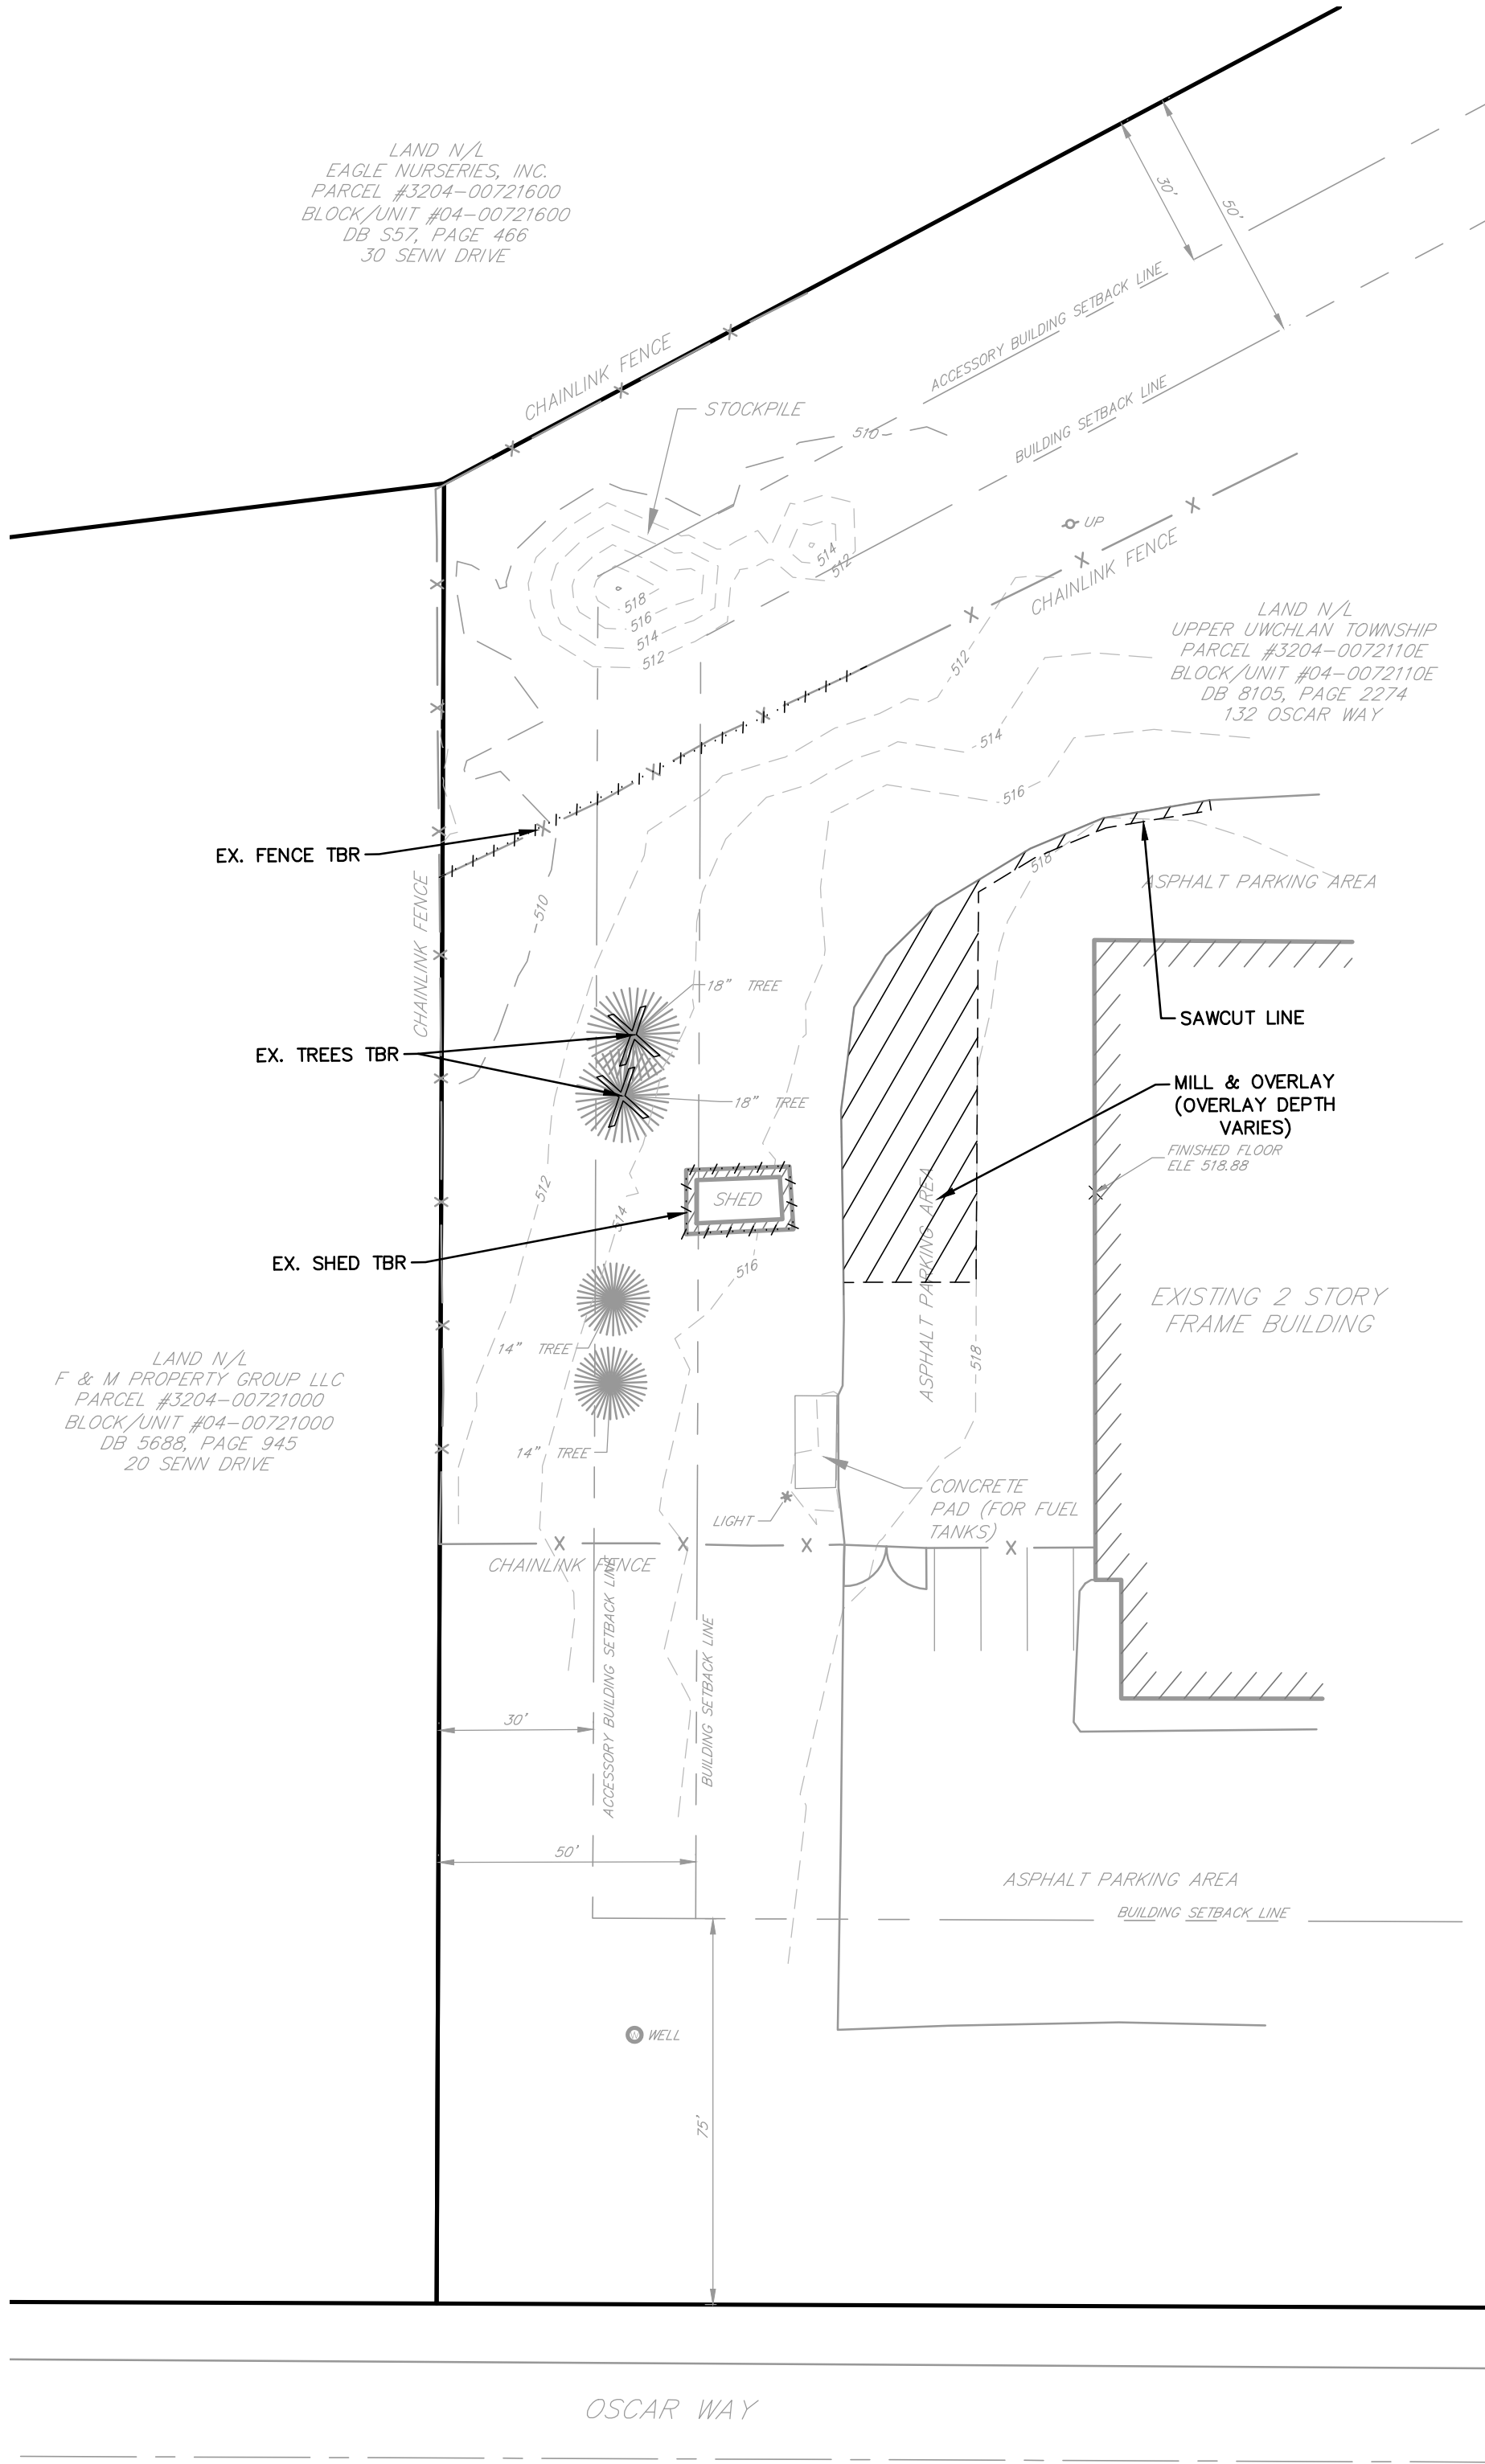 LAND N/L
EAGLE NURSERIES, INC.
PARCEL #3204-00721600
BLOCK/UNIT #04-00721600
DB S57, PAGE 466
30 SENN DRIVE
30'
50'
ACCESSORY BUILDING SETBACK LINE
BUILDING SETBACK LINE
CHAINLINK FENCE
STOCKPILE
510
UP
514
512
518
516
514
512
CHAINLINK FENCE
LAND N/L
UPPER UWCHLAN TOWNSHIP
PARCEL #3204-0072110E
BLOCK/UNIT #04-0072110E
DB 8105, PAGE 2274
132 OSCAR WAY
512
514
516
EX. FENCE TBR
518
ASPHALT PARKING AREA
CHAINLINK FENCE
510
18" TREE
SAWCUT LINE
EX. TREES TBR
18" TREE
MILL & OVERLAY
(OVERLAY DEPTH
VARIES)
FINISHED FLOOR
ELE 518.88
512
514
SHED
ASPHALT PARKING AREA
EX. SHED TBR
516
EXISTING 2 STORY
FRAME BUILDING
14" TREE
518
LAND N/L
F & M PROPERTY GROUP LLC
PARCEL #3204-00721000
BLOCK/UNIT #04-00721000
DB 5688, PAGE 945
20 SENN DRIVE
14" TREE
CONCRETE
PAD (FOR FUEL
TANKS)
LIGHT
CHAINLINK FENCE
ACCESSORY BUILDING SETBACK LINE
BUILDING SETBACK LINE
30'
50'
ASPHALT PARKING AREA
BUILDING SETBACK LINE
W
WELL
75'
OSCAR WAY